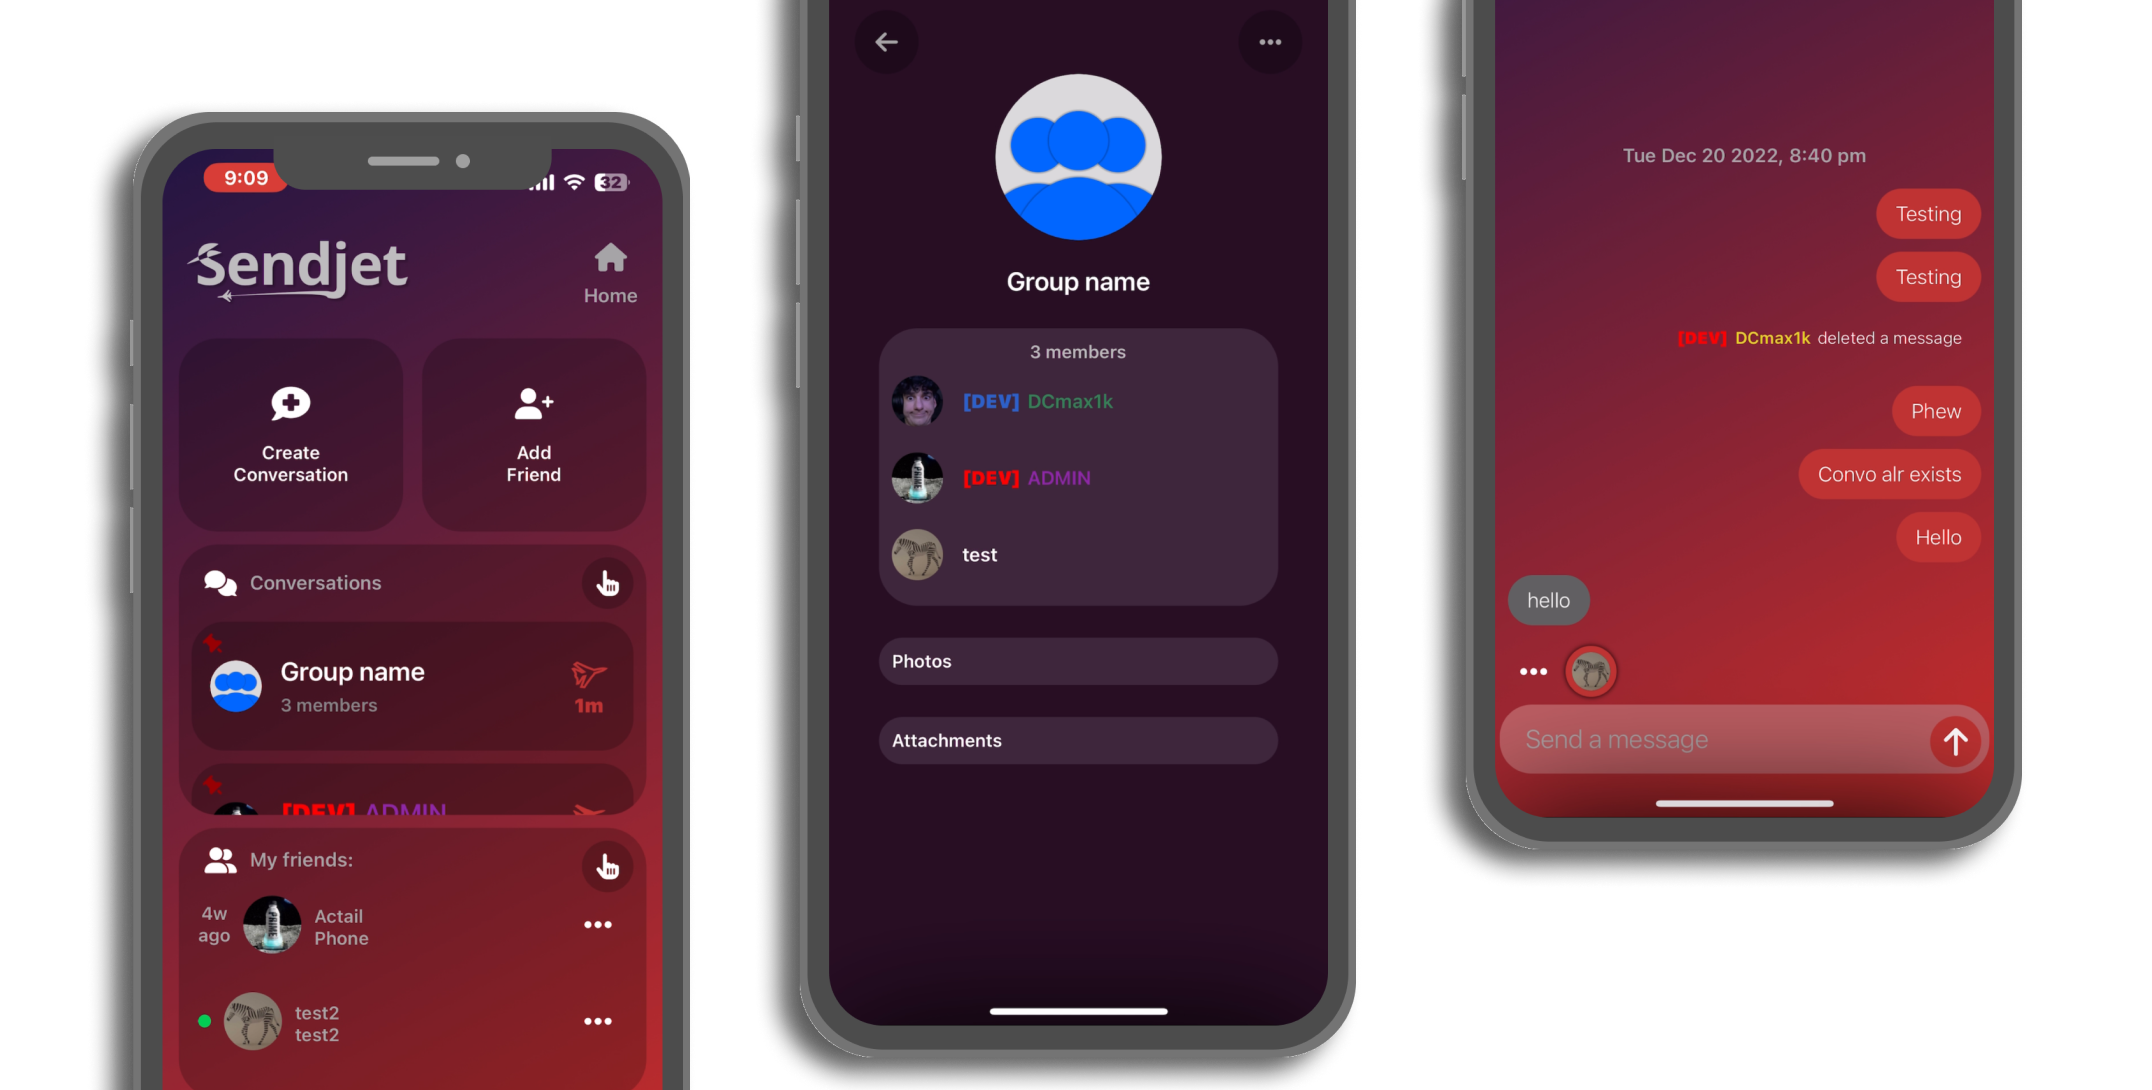 9:09
32
Sendjet
Home
Create
Conversation
Add
Friend
Conversations
Group name
3 members
1m
[DEV] ADMIN
My friends:
4w
ago
Actail
Phone
test2
test2
Group name
3 members
[DEV] DCmax1k
PRIME
[DEV] ADMIN
test
Photos
Attachments
Tue Dec 20 2022, 8:40 pm
Testing
Testing
[DEV] DCmax1k deleted a message
Phew
Convo alr exists
Hello
hello
Send a message